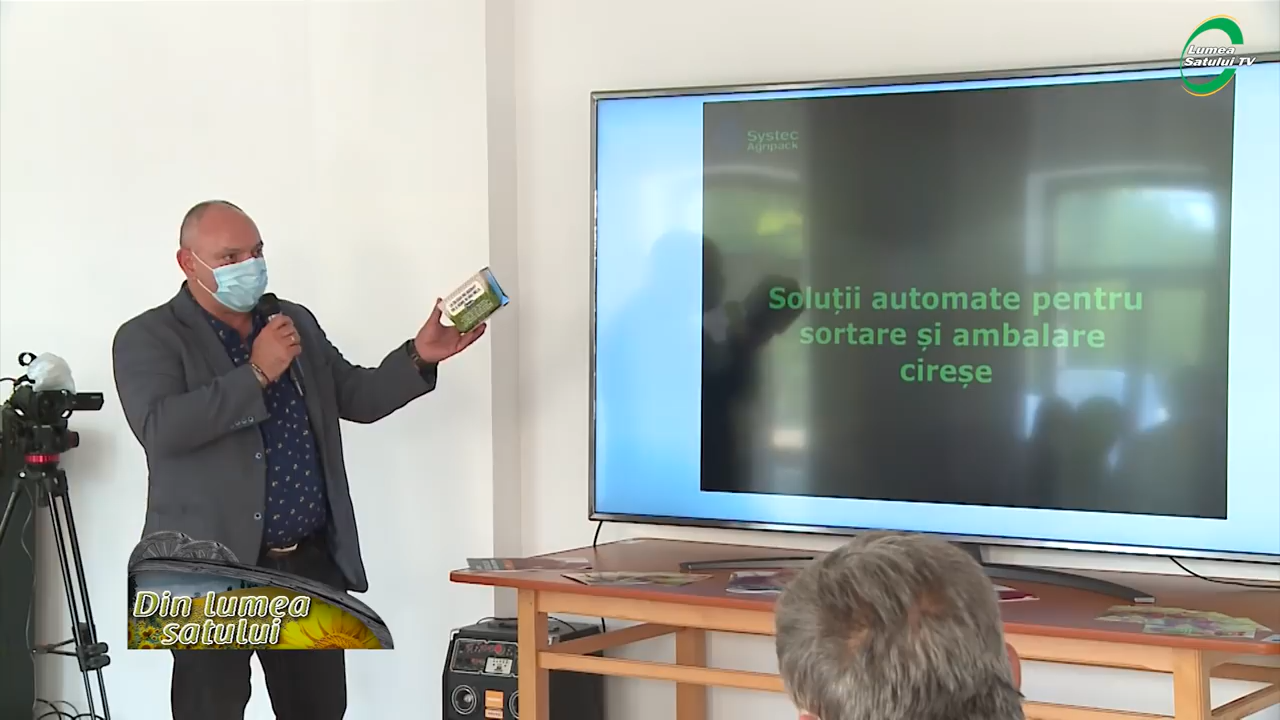 Lumea
Satului TV
Systec
Agripack
Soluții automate pentru
sortare și ambalare
cireșe
Din lumea
satului